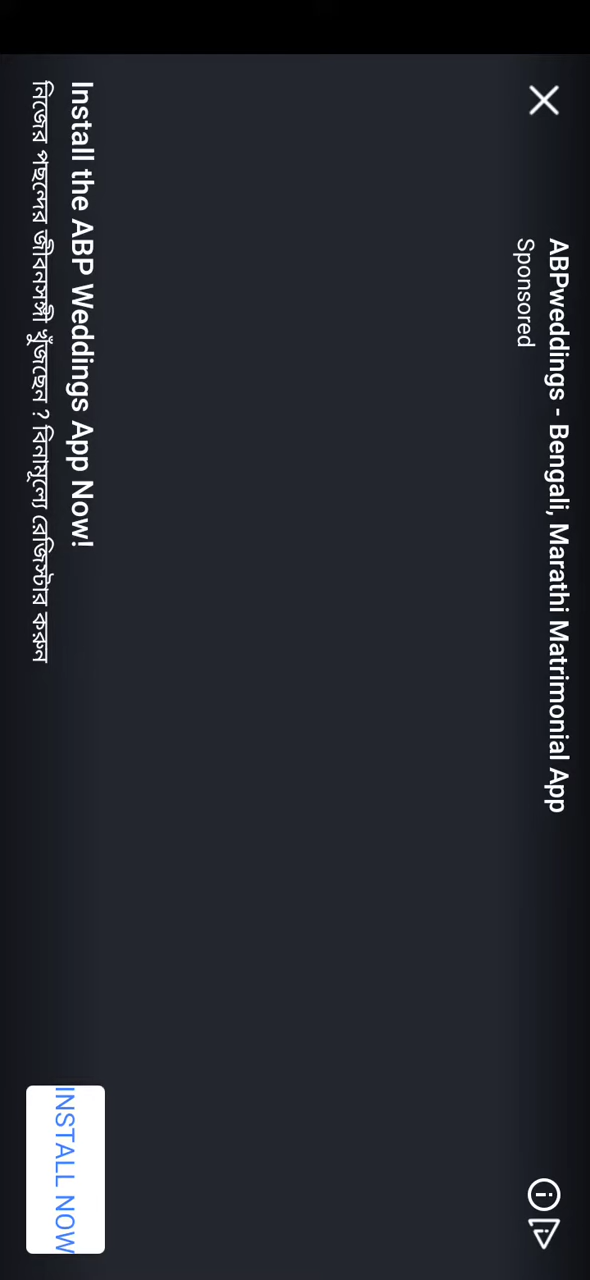 ABPweddings - Bengali, Marathi Matrimonial App
Sponsored
Install the ABP Weddings App Now!
নিজের পছন্দের জীবনসঙ্গী খুঁজছেন ? বিনামূল্যে রেজিস্টার করুন
INSTALL NOW